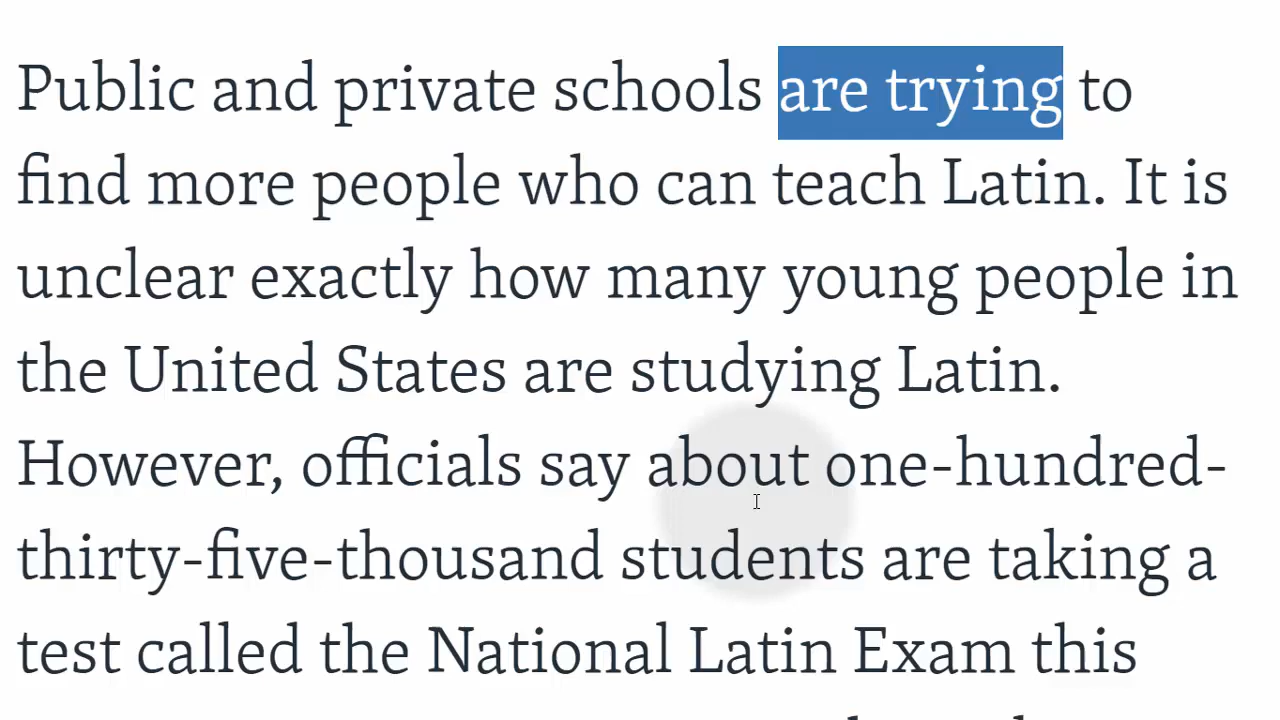 Public and private schools are trying to
find more people who can teach Latin. It is
unclear exactly how many young people in
the United States are studying Latin.
However, officials say about one-hundred-
thirty-five-thousand students are taking a
test called the National Latin Exam this